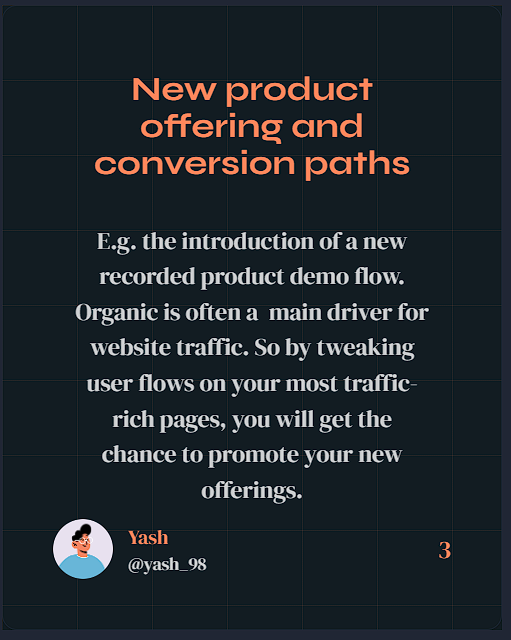 New product
offering and
conversion paths
E.g. the introduction of a new
recorded product demo flow.
Organic is often a  main driver for
website traffic. So by tweaking
user flows on your most traffic-
rich pages, you will get the
chance to promote your new
offerings.
Yash
@yash_98
3